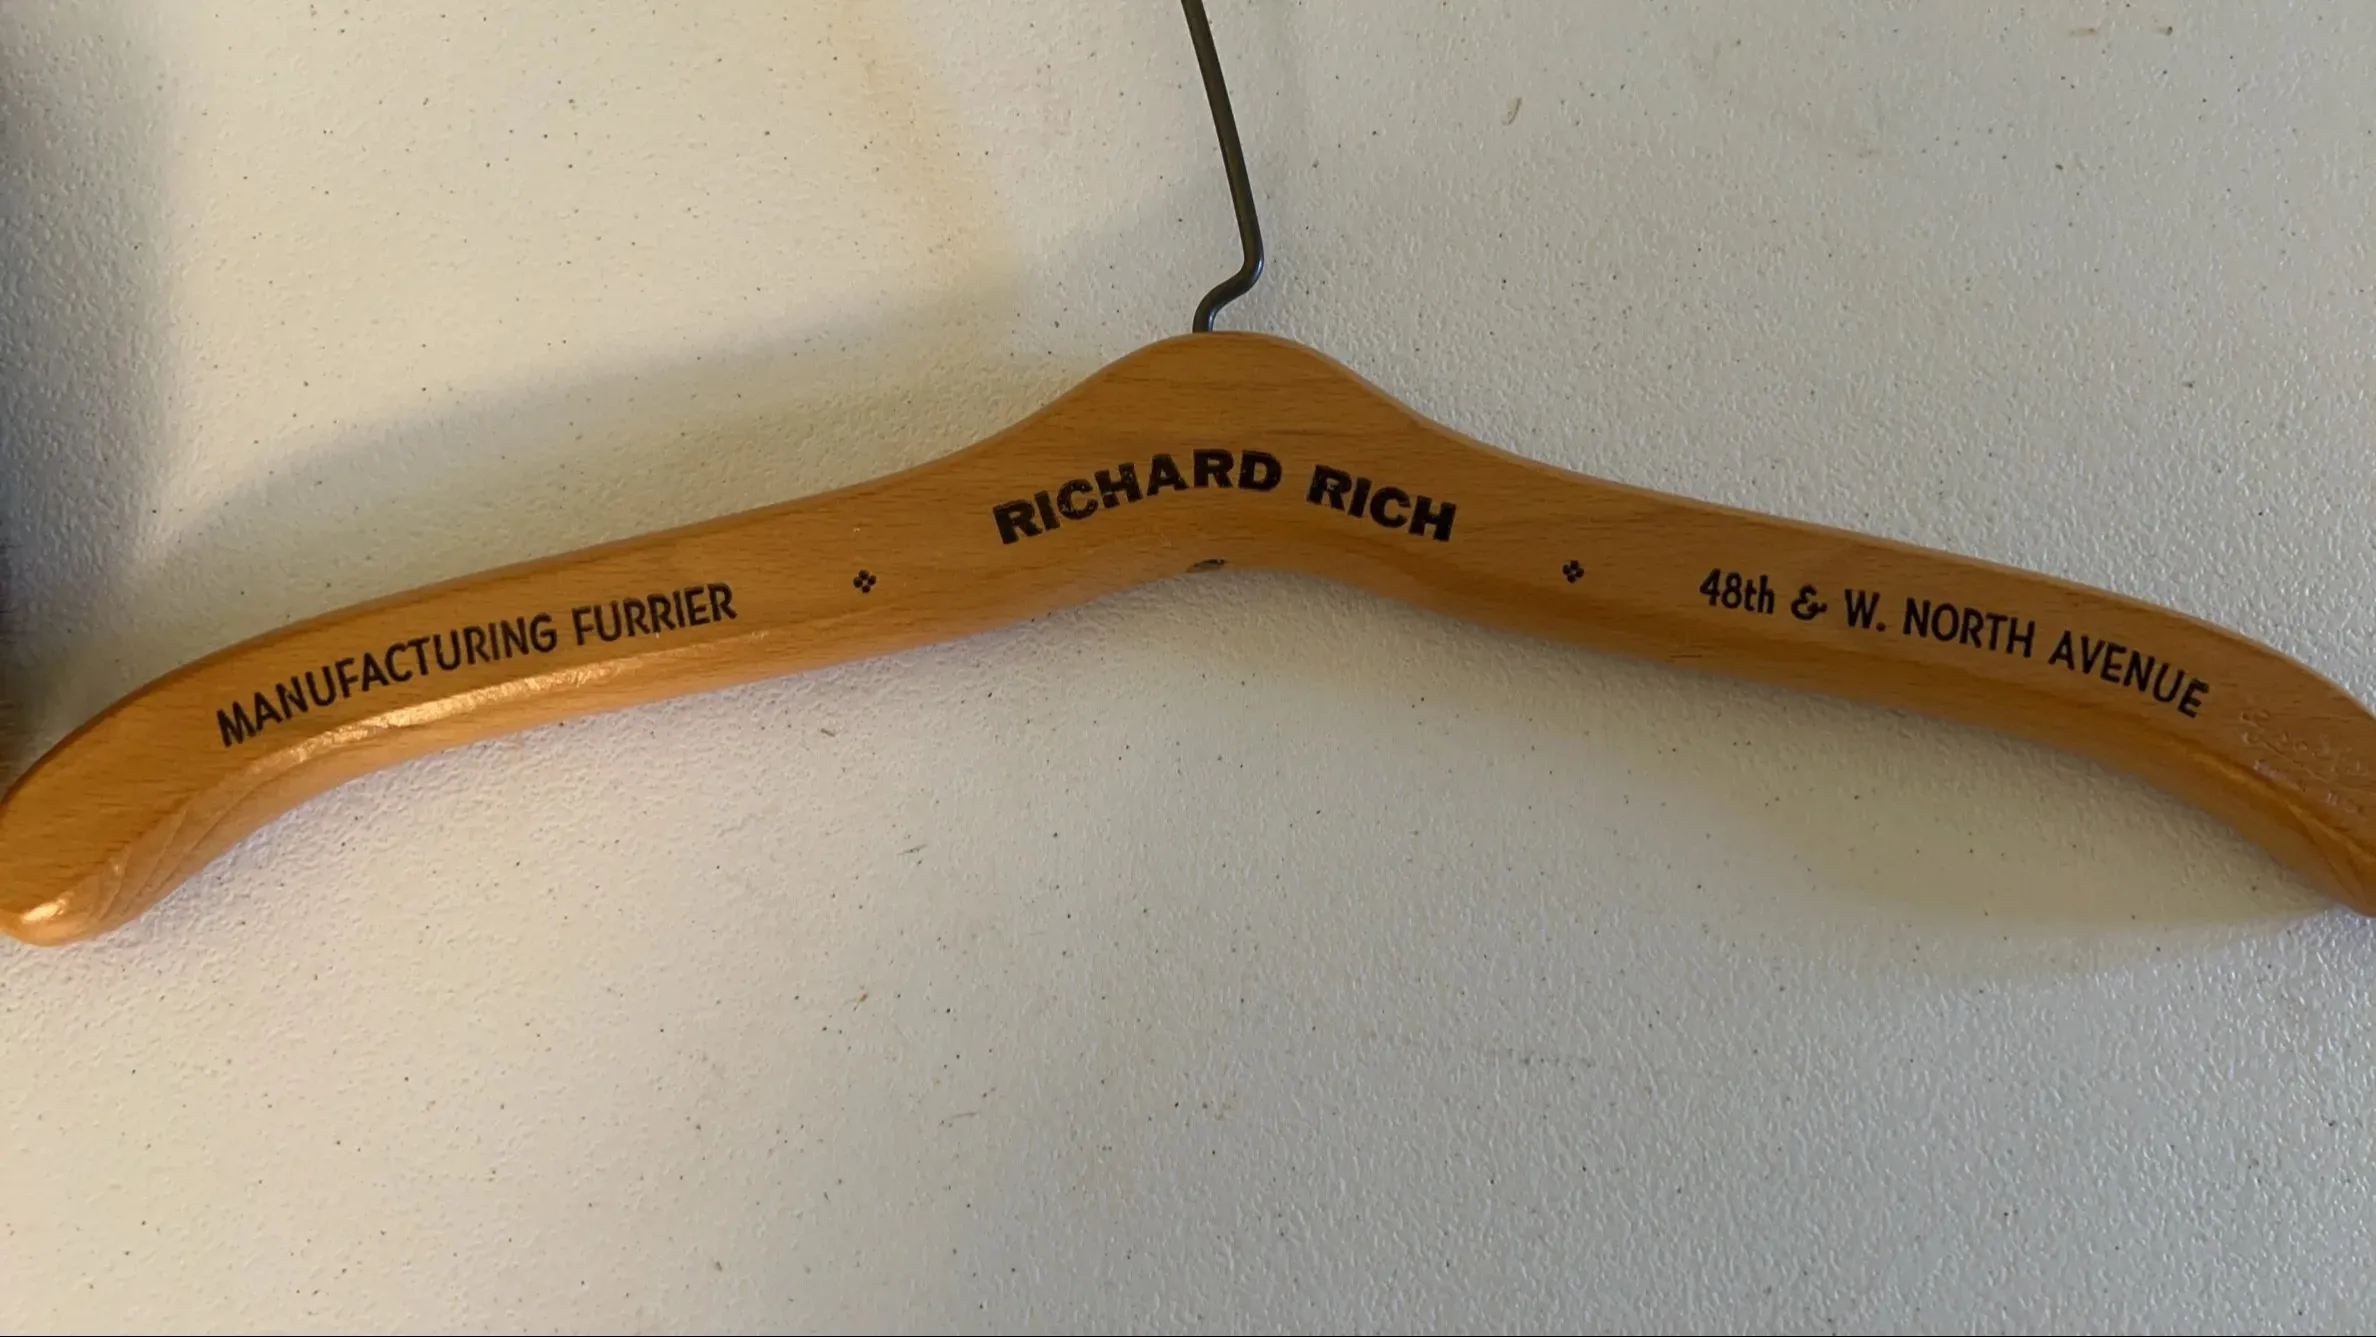 MANUFACTURING FURRIER
RICHARD RICH
48th & W. NORTH AVENUE